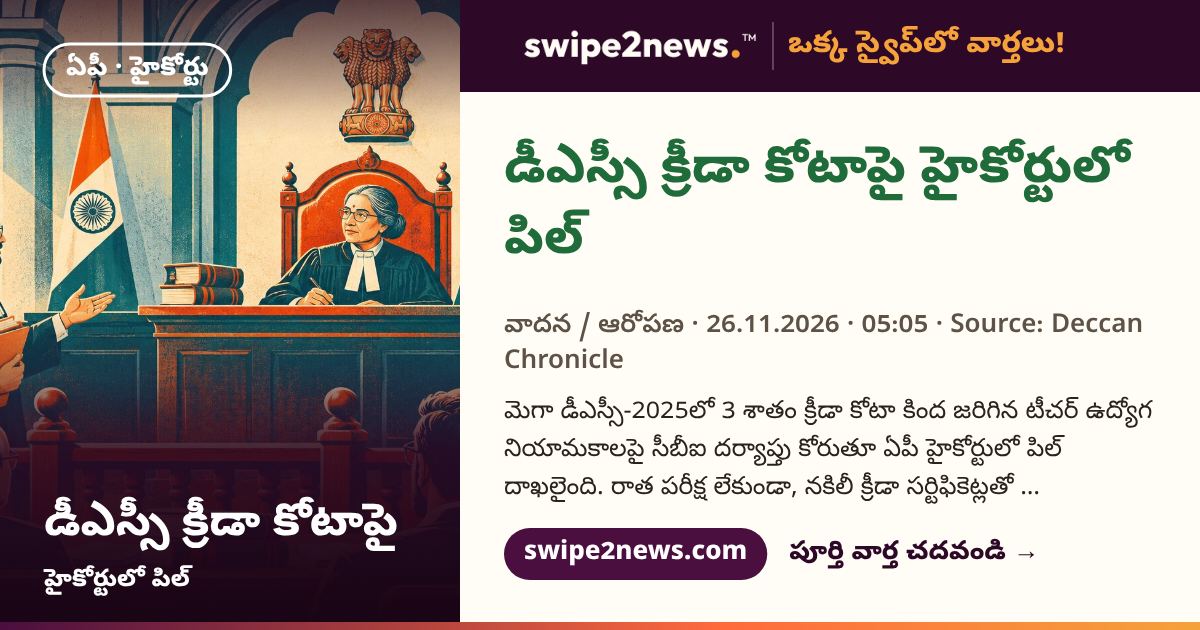 ఏపీ · హైకోర్టు
డీఎస్సీ క్రీడా కోటాపై
హైకోర్టులో పిల్
swipe2news.™
ఒక్క స్వైప్‌లో వార్తలు!
డీఎస్సీ క్రీడా కోటాపై హైకోర్టులో
పిల్
వాదన / ఆరోపణ · 26.11.2026 · 05:05 · Source: Deccan
Chronicle
మెగా డీఎస్సీ-2025లో 3 శాతం క్రీడా కోటా కింద జరిగిన టీచర్ ఉద్యోగ
నియామకాలపై సీబీఐ దర్యాప్తు కోరుతూ ఏపీ హైకోర్టులో పిల్
దాఖలైంది. రాత పరీక్ష లేకుండా, నకిలీ క్రీడా సర్టిఫికెట్లతో ...
swipe2news.com
పూర్తి వార్త చదవండి →